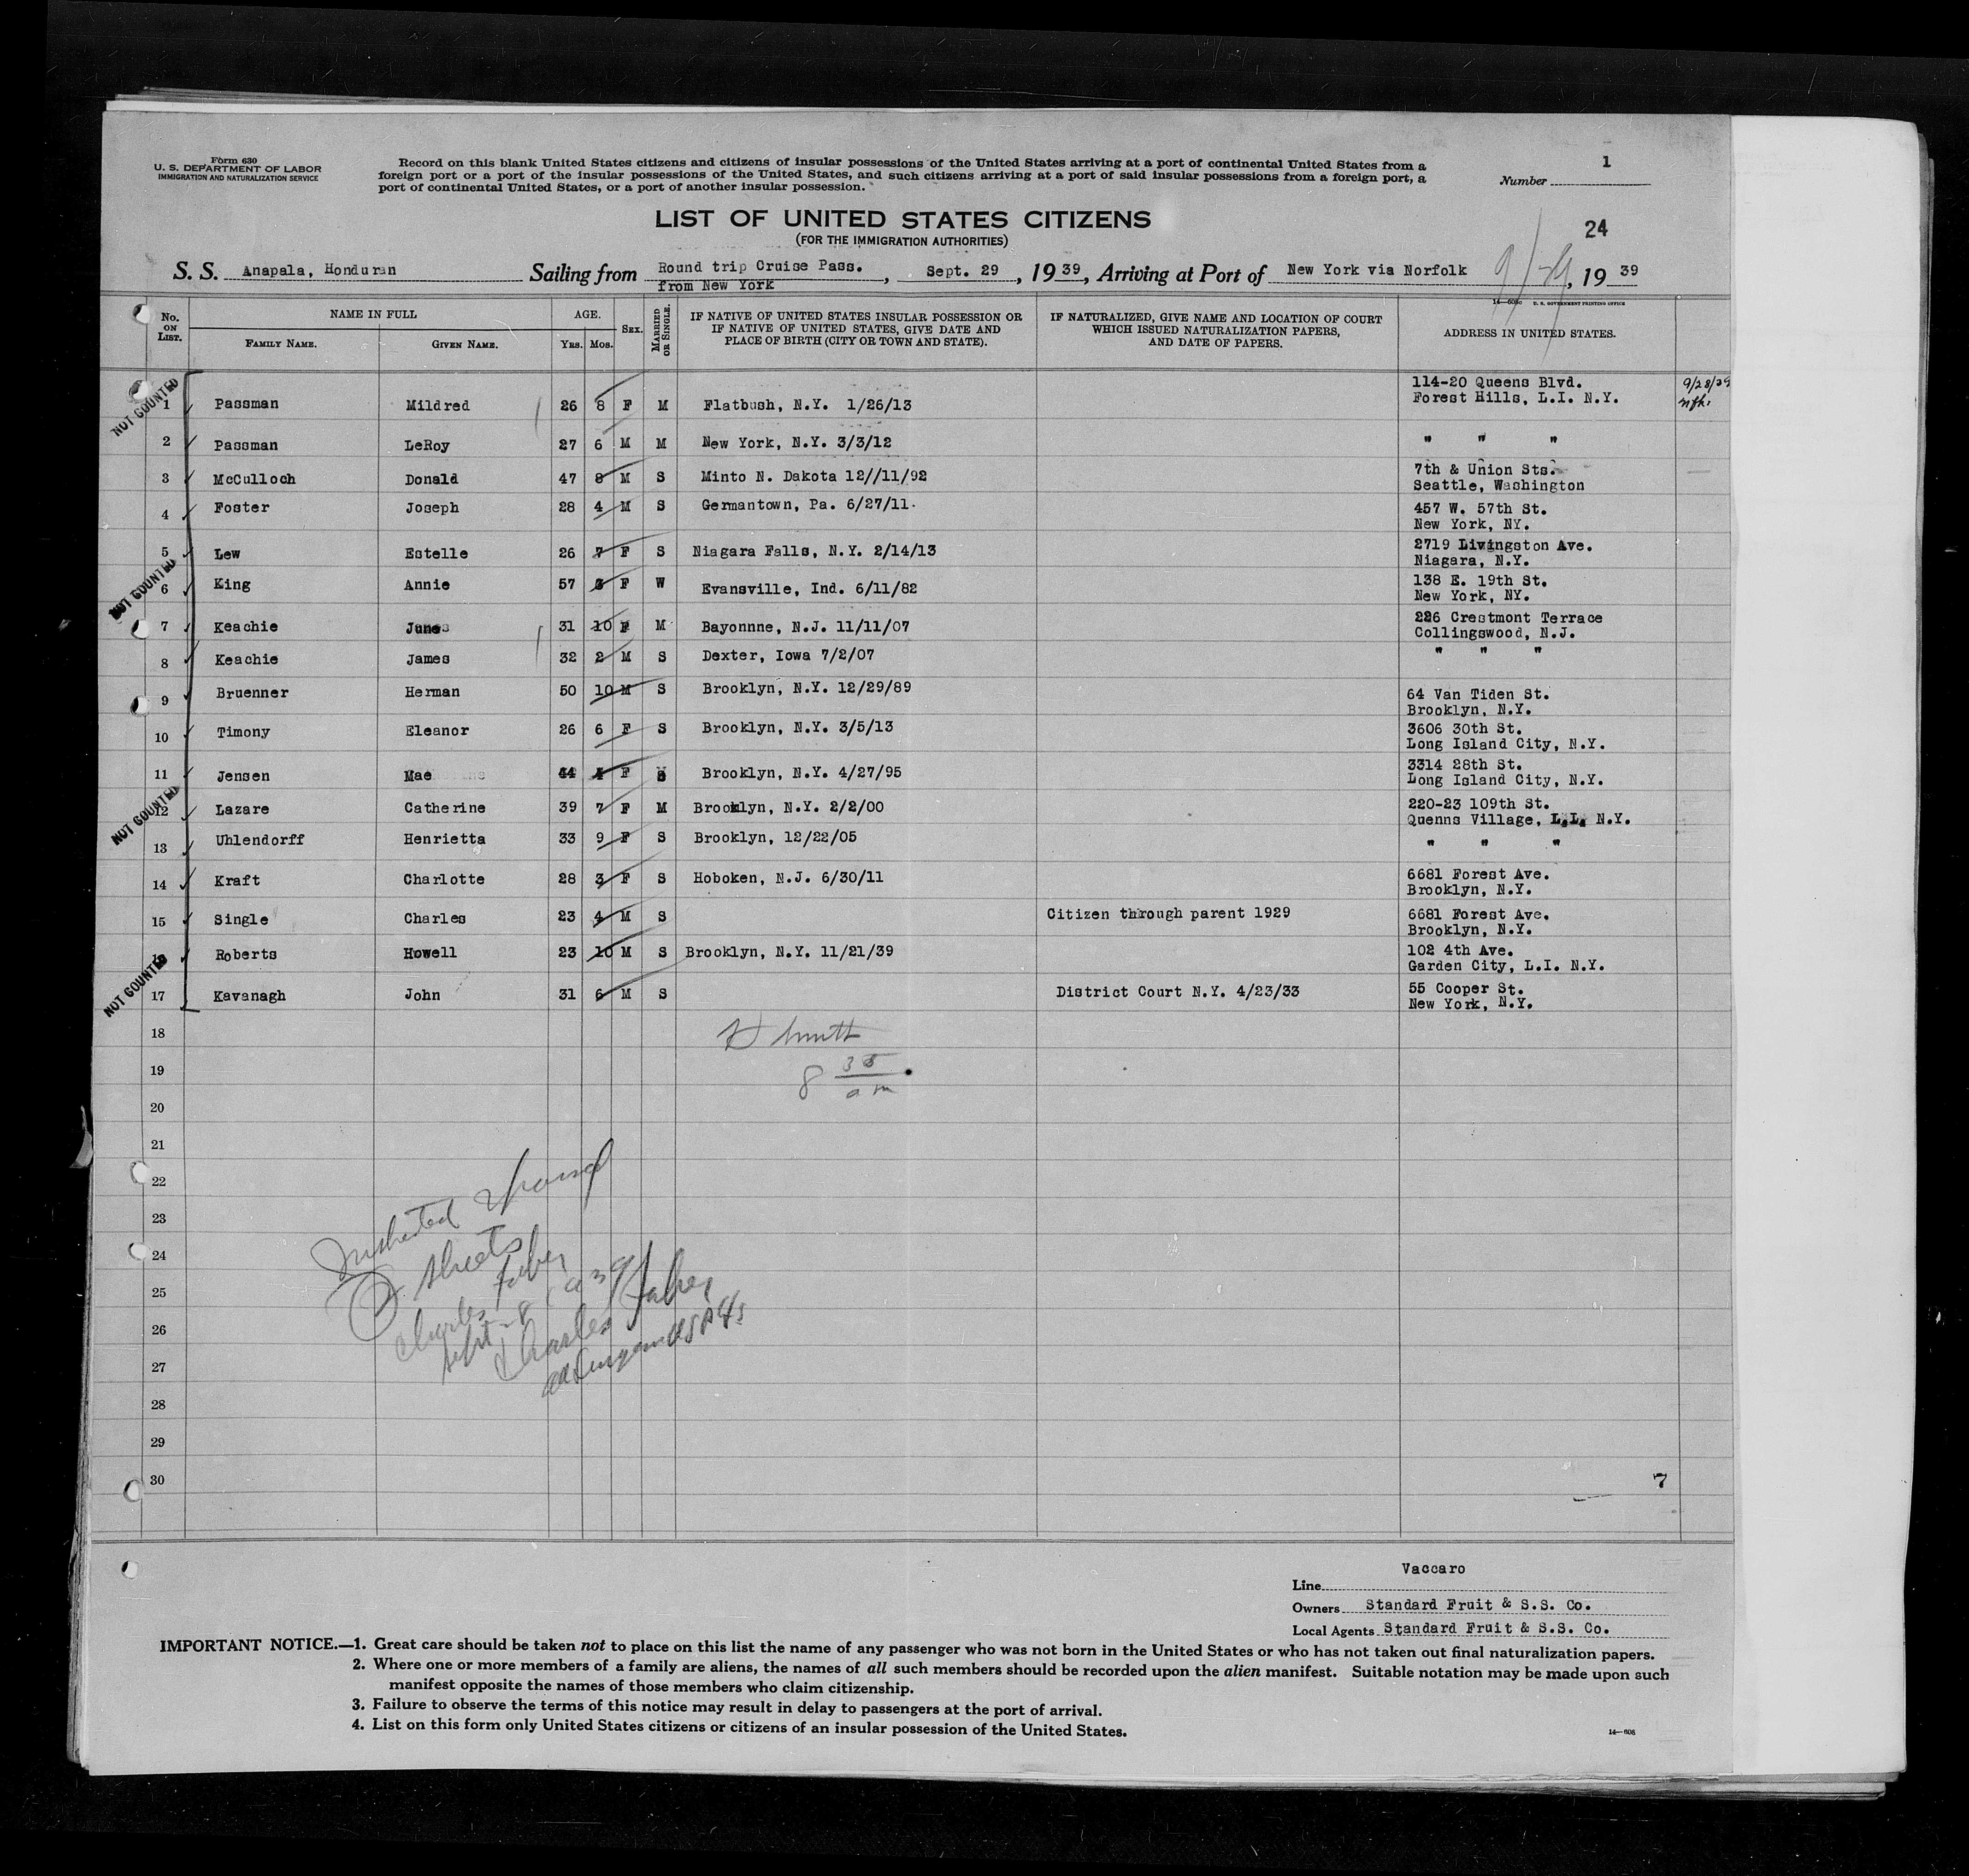 Form 630
U. S. DEPARTMENT OF LABOR
IMMIGRATION AND NATURALIZATION SERVICE
Record on this blank United States citizens and citizens of insular possessions of the United States arriving at a port of continental United States from a
foreign port or a port of the insular possessions of the United States, and such citizens arriving at a port of said insular possessions from a foreign port, a
port of continental United States, or a port of another insular possession.
Number 1
24
LIST OF UNITED STATES CITIZENS
(FOR THE IMMIGRATION AUTHORITIES)
S. S. Anapala, Honduran Sailing from Round trip Cruise Pass. from New York, Sept. 29, 1939, Arriving at Port of New York via Norfolk 9/29, 1939
14—608c U. S. GOVERNMENT PRINTING OFFICE
No. ON LIST. NAME IN FULL FAMILY NAME. GIVEN NAME. AGE. YRS. MOS. SEX. MARRIED OR SINGLE. IF NATIVE OF UNITED STATES INSULAR POSSESSION OR IF NATIVE OF UNITED STATES, GIVE DATE AND PLACE OF BIRTH (CITY OR TOWN AND STATE). IF NATURALIZED, GIVE NAME AND LOCATION OF COURT WHICH ISSUED NATURALIZATION PAPERS, AND DATE OF PAPERS. ADDRESS IN UNITED STATES.
NOT COUNTED
1 Passman Mildred 26 8 F M Flatbush, N.Y. 1/26/13 114-20 Queens Blvd. Forest Hills, L.I. N.Y. 9/28/39
2 Passman LeRoy 27 6 M M New York, N.Y. 3/3/12 " " "
3 McCulloch Donald 47 8 M S Minto N. Dakota 12//11/92 7th & Union Sts. Seattle, Washington
4 Foster Joseph 28 4 M S Germantown, Pa. 6/27/11. 457 W. 57th St. New York, NY.
5 Lew Estelle 26 7 F S Niagara Falls, N.Y. 2/14/13 2719 Livingston Ave. Niagara, N.Y.
NOT COUNTED
6 King Annie 57 3 F W Evansville, Ind. 6/11/82 138 E. 19th St. New York, NY.
7 Keachie June 31 10 F M Bayonnne, N.J. 11/11/07 226 Crestmont Terrace Collingswood, N.J.
8 Keachie James 32 2 M S Dexter, Iowa 7/2/07 " " "
9 Bruenner Herman 50 10 M S Brooklyn, N.Y. 12/29/89 64 Van Tiden St. Brooklyn, N.Y.
10 Timony Eleanor 26 6 F S Brooklyn, N.Y. 3/5/13 3606 30th St. Long Island City, N.Y.
11 Jensen Mae 44 4 F S Brooklyn, N.Y. 4/27/95 3314 28th St. Long Island City, N.Y.
NOT COUNTED
12 Lazare Catherine 39 7 F M Brooklyn, N.Y. 2/2/00 220-23 109th St. Quenns Village, L.I. N.Y.
13 Uhlendorff Henrietta 33 9 F S Brooklyn, 12/22/05 " " "
14 Kraft Charlotte 28 3 F S Hoboken, N.J. 6/30/11 6681 Forest Ave. Brooklyn, N.Y.
15 Single Charles 23 4 M S Citizen through parent 1929 6681 Forest Ave. Brooklyn, N.Y.
16 Roberts Howell 23 10 M S Brooklyn, N.Y. 11/21/39 102 4th Ave. Garden City, L.I. N.Y.
NOT COUNTED
17 Kavanagh John 31 6 M S District Court N.Y. 4/23/33 55 Cooper St. New York, N.Y.
18
19 8 35 am
20
21
22
23
24
25
26
27
28
29
30
sheets
Charles Faber
Sept - 8 1939
Charles Faber
7
Line Vaccaro
Owners Standard Fruit & S.S. Co.
Local Agents Standard Fruit & S.S. Co.
IMPORTANT NOTICE.—1. Great care should be taken not to place on this list the name of any passenger who was not born in the United States or who has not taken out final naturalization papers.
2. Where one or more members of a family are aliens, the names of all such members should be recorded upon the alien manifest. Suitable notation may be made upon such
manifest opposite the names of those members who claim citizenship.
3. Failure to observe the terms of this notice may result in delay to passengers at the port of arrival.
4. List on this form only United States citizens or citizens of an insular possession of the United States.
14—608